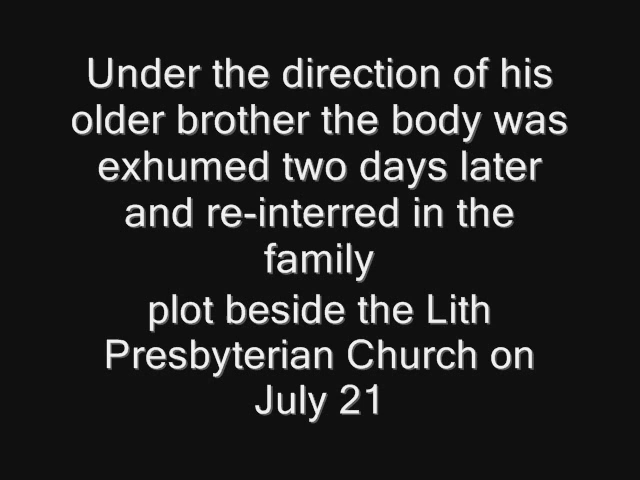 Under the direction of his
older brother the body was
exhumed two days later
and re-interred in the
family
plot beside the Lith
Presbyterian Church on
July 21